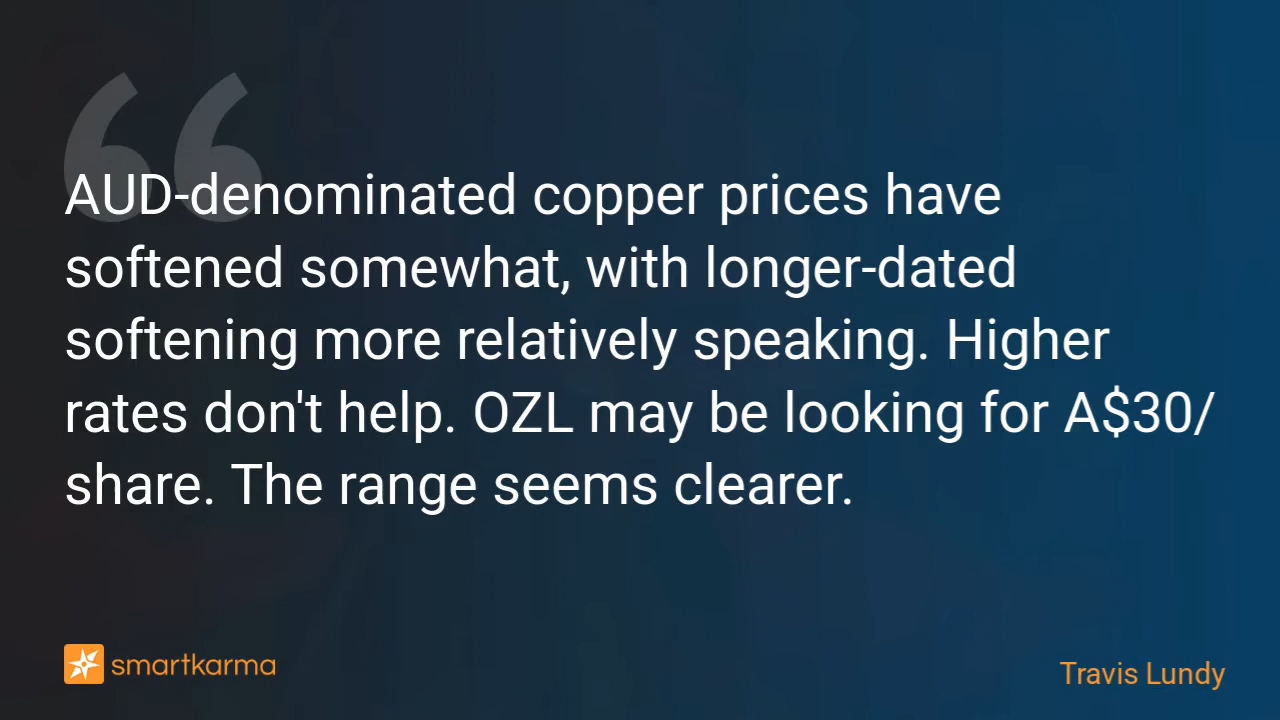 AUD-denominated copper prices have
softened somewhat, with longer-dated
softening more relatively speaking. Higher
rates don't help. OZL may be looking for A$30/
share. The range seems clearer.
smartkarma
Travis Lundy